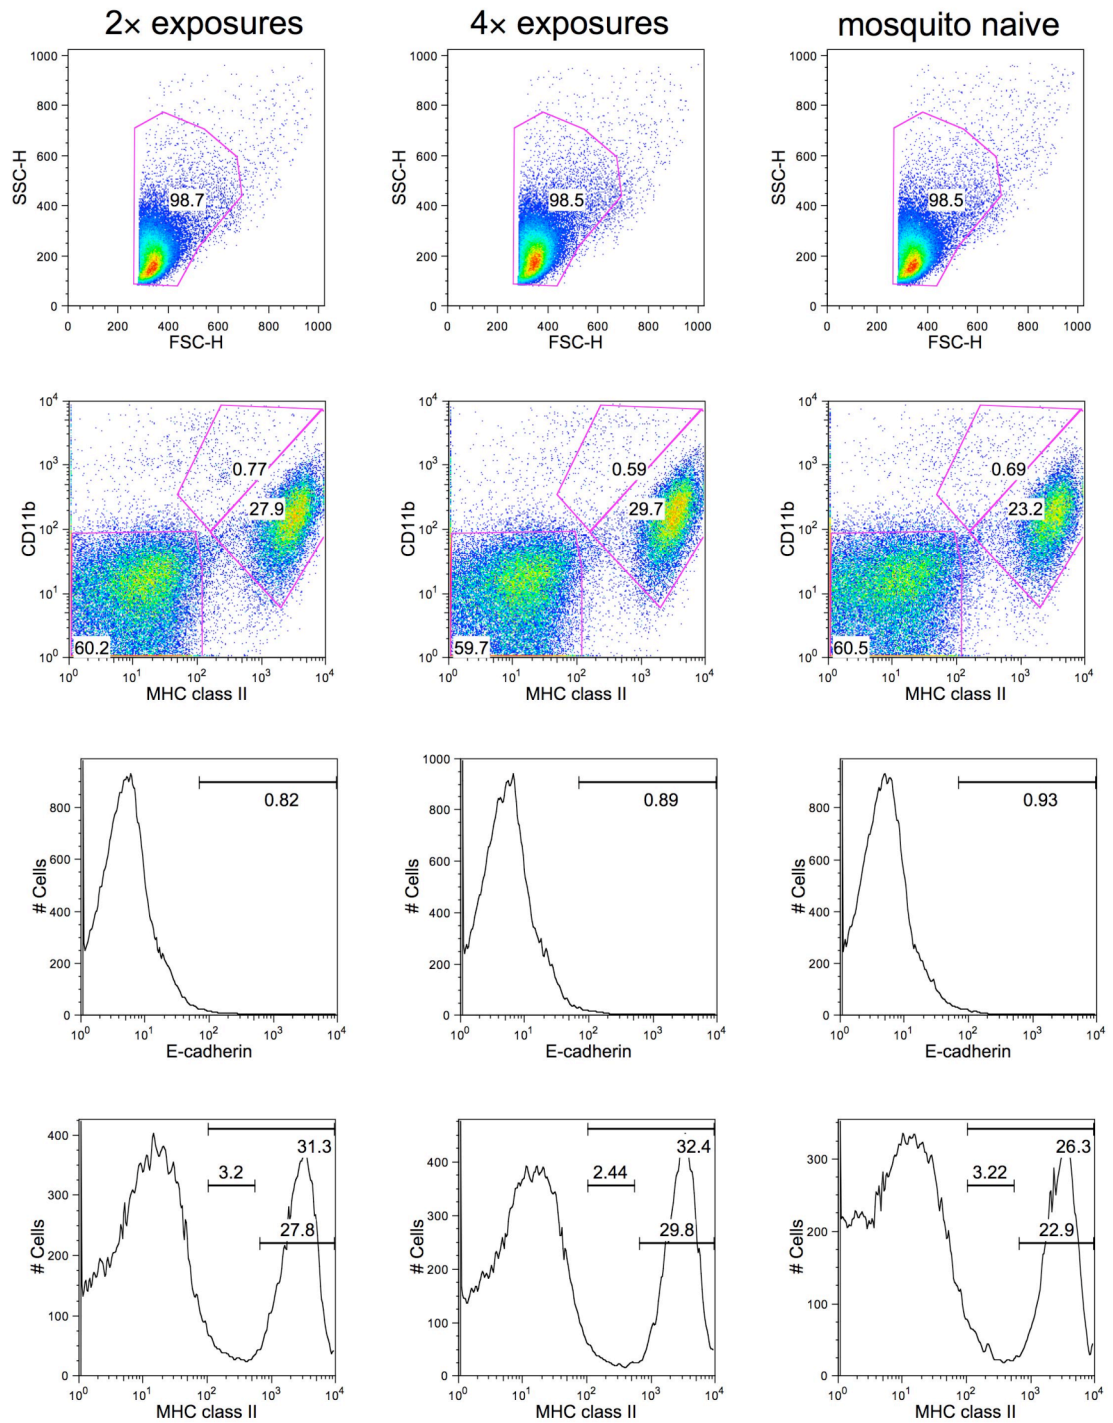 2× exposures 4× exposures mosquito naive
1000 1000 1000
800 800 800
600 600 600
SSC-H SSC-H SSC-H
98.7 98.5 98.5
400 400 400
200 200 200
0 0 0
0 200 400 600 800 1000 0 200 400 600 800 1000 0 200 400 600 800 1000
FSC-H FSC-H FSC-H
10⁴ 10⁴ 10⁴
10³ 10³ 10³
0.77 0.59 0.69
CD11b CD11b CD11b
27.9 29.7 23.2
10² 10² 10²
10¹ 10¹ 10¹
60.2 59.7 60.5
10⁰ 10⁰ 10⁰
10⁰ 10¹ 10² 10³ 10⁴ 10⁰ 10¹ 10² 10³ 10⁴ 10⁰ 10¹ 10² 10³ 10⁴
MHC class II MHC class II MHC class II
1000
0.82 0.89 0.93
800 800 800
600 600 600
# Cells # Cells # Cells
400 400 400
200 200 200
0 0 0
10⁰ 10¹ 10² 10³ 10⁴ 10⁰ 10¹ 10² 10³ 10⁴ 10⁰ 10¹ 10² 10³ 10⁴
E-cadherin E-cadherin E-cadherin
400 31.3 32.4 26.3
3.2 400 2.44 300 3.22
300 27.8 300 29.8 22.9
# Cells # Cells # Cells
200 200 200
100 100 100
0 0 0
10⁰ 10¹ 10² 10³ 10⁴ 10⁰ 10¹ 10² 10³ 10⁴ 10⁰ 10¹ 10² 10³ 10⁴
MHC class II MHC class II MHC class II